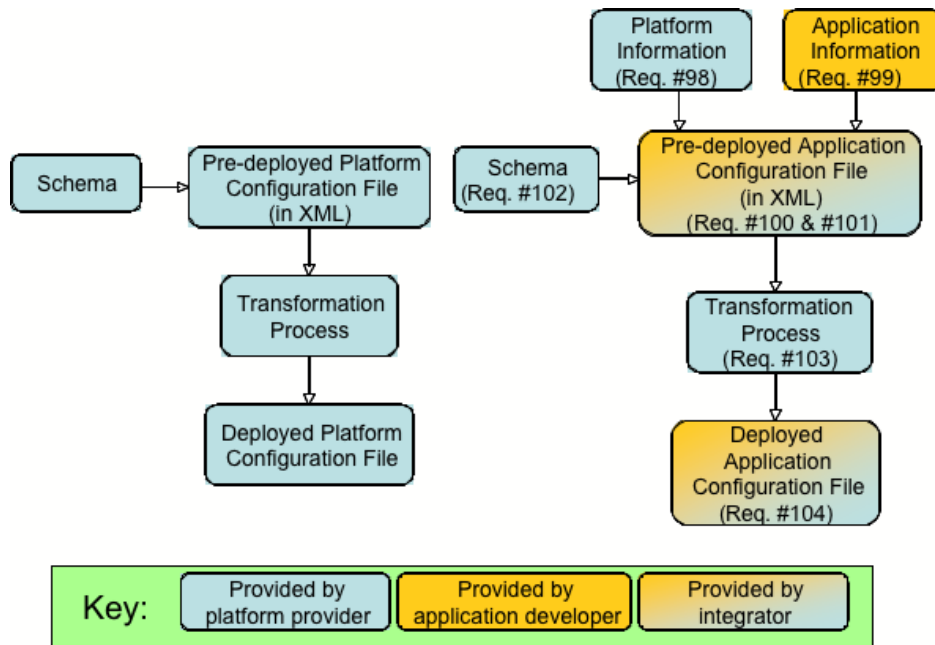 Platform
Information
(Req. #98)
Application
Information
(Req. #99)
Schema
Pre-deployed Platform
Configuration File
(in XML)
Schema
(Req. #102)
Pre-deployed Application
Configuration File
(in XML)
(Req. #100 & #101)
Transformation
Process
Transformation
Process
(Req. #103)
Deployed Platform
Configuration File
Deployed
Application
Configuration File
(Req. #104)
Key:
Provided by
platform provider
Provided by
application developer
Provided by
integrator